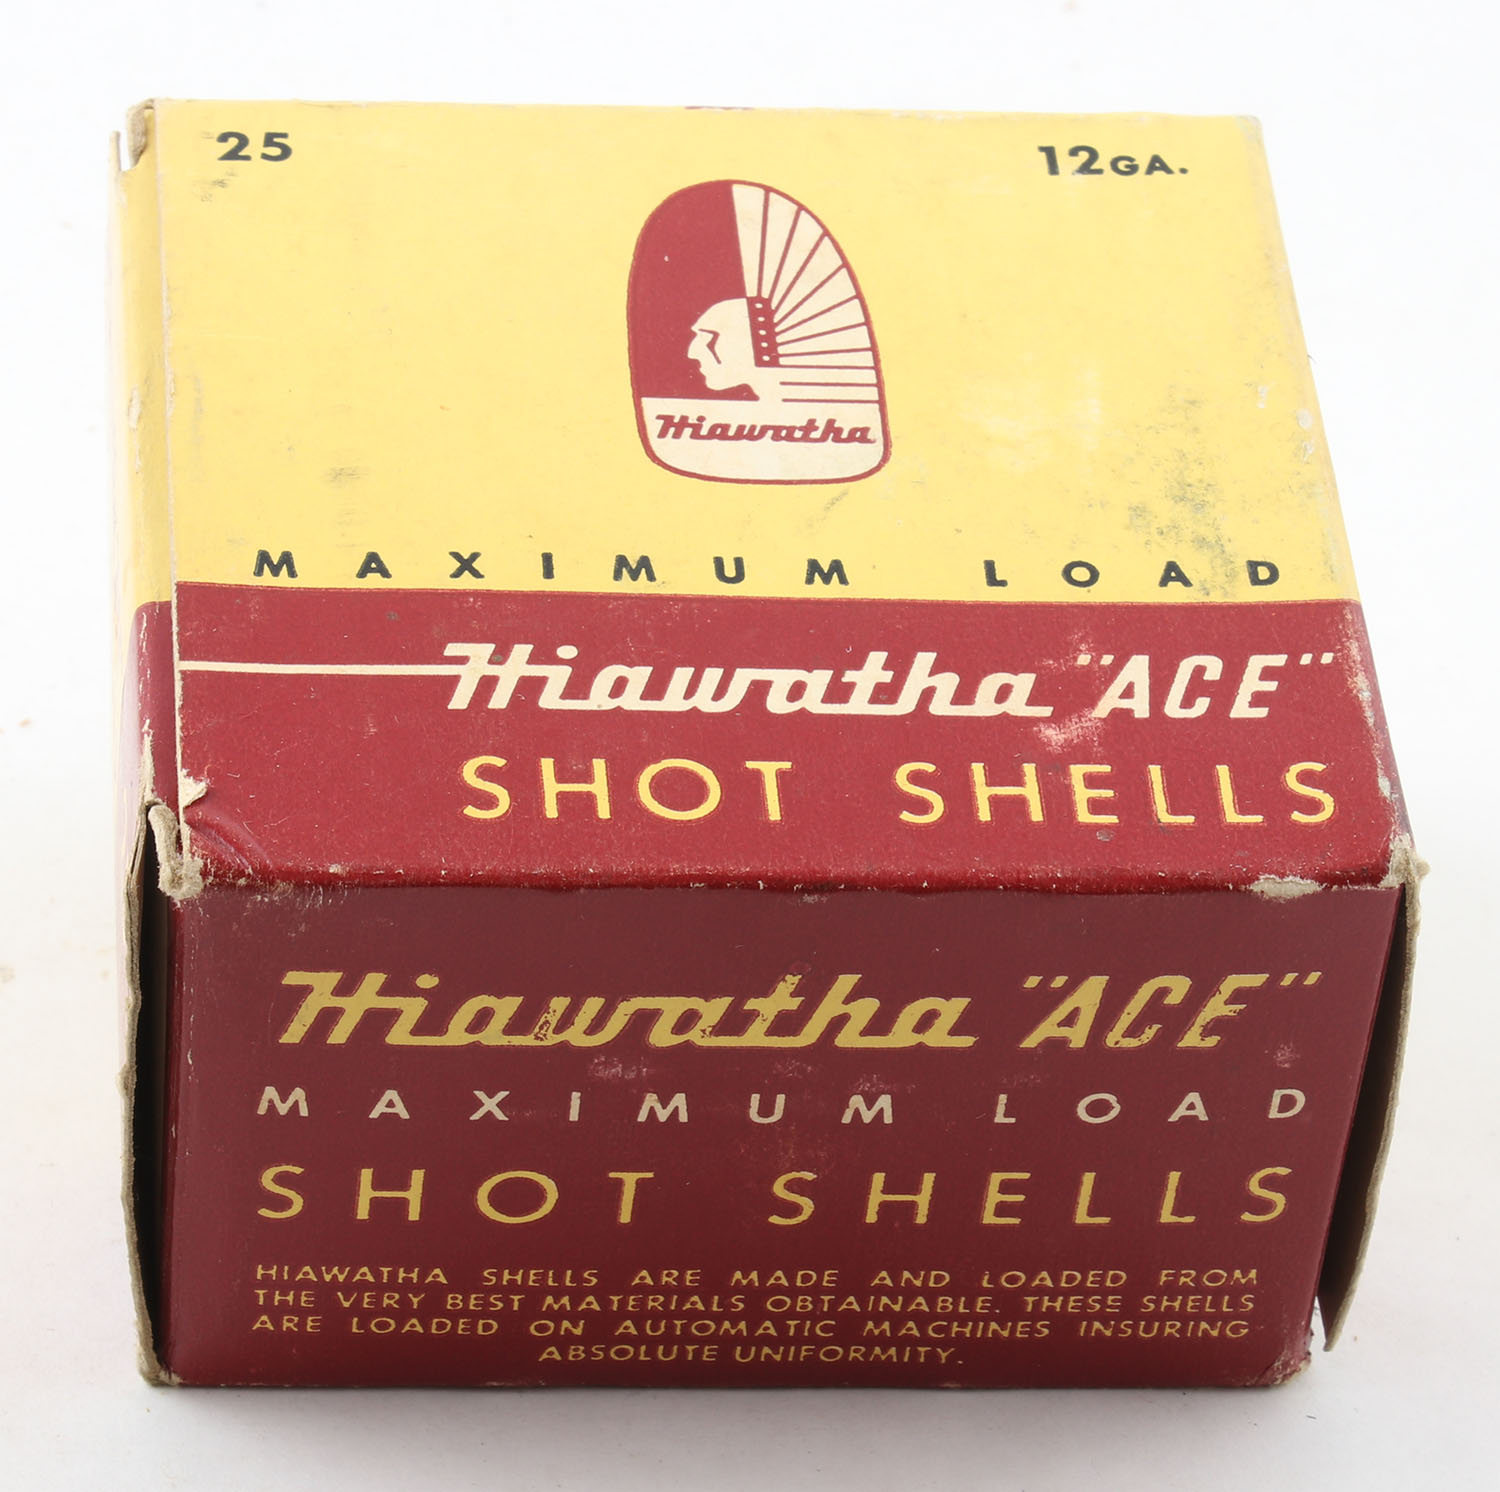 25
12GA.
Hiawatha
MAXIMUM LOAD
Hiawatha "ACE"
SHOT SHELLS
Hiawatha "ACE"
MAXIMUM LOAD
SHOT SHELLS
HIAWATHA SHELLS ARE MADE AND LOADED FROM
THE VERY BEST MATERIALS OBTAINABLE. THESE SHELLS
ARE LOADED ON AUTOMATIC MACHINES INSURING
ABSOLUTE UNIFORMITY.